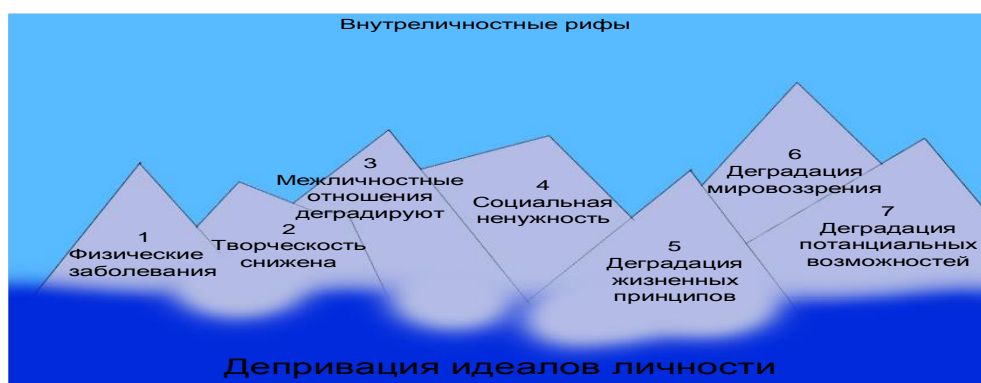 Внутреличностные рифы
1
Физические
заболевания
2
Творческость
снижена
3
Межличностные
отношения
деградируют
4
Социальная
ненужность
5
Деградация
жизненных
принципов
6
Деградация
мировоззрения
7
Деградация
потанциальных
возможностей
Депривация идеалов личности